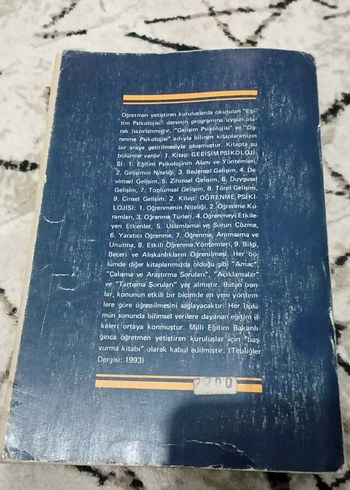 Öğretmen yetiştiren kuruluşlarda okutulan "Eği-
tim Psikolojisi" dersinin programına uygun ola-
rak hazırlanmıştır. "Gelişim Psikolojisi" ve "Öğ-
renme Psikolojisi" adıyla bilinen kitaplarımızın
bir araya getirilmesiyle oluşmuştur. Kitapta şu
bölümler vardır: 1. Kitap: GELİŞİM PSİKOLOJİ-
Sİ: 1. Eğitim Psikolojinin Alanı ve Yöntemleri,
2. Gelişimin Niteliği, 3. Bedensel Gelişim, 4. De-
vimsel Gelişim, 5. Zihinsel Gelişim, 6. Duygusal
Gelişim, 7. Toplumsal Gelişim, 8. Törel Gelişim,
9. Cinsel Gelişim. 2. Kitap: ÖĞRENME PSİKO-
LOJİSİ: 1. Öğrenmenin Niteliği, 2. Öğrenme Ku-
ramları, 3. Öğrenme Türleri, 4. Öğrenmeyi Etkile-
yen Etkenler, 5. Uslamlama ve Sorun Çözme,
6. Yaratıcı Öğrenme, 7. Öğrenme, Anımsama ve
Unutma, 8. Etkili Öğrenme Yöntemleri, 9. Bilgi,
Beceri ve Alışkanlıkların Öğrenilmesi. Her bö-
lümde diğer kitaplarımızda olduğu gibi "Amaç",
"Çalışma ve Araştırma Soruları", "Açıklamalar"
ve "Tartışma Soruları" yer almıştır. Bütün bun-
lar, konunun etkili bir biçimde en yeni yöntem-
lere göre öğrenilmesini sağlayacaktır. Her bölü-
mün sonunda bilimsel verilere dayanan eğitim il-
keleri ortaya konmuştur. Milli Eğitim Bakanlı-
ğınca öğretmen yetiştiren kuruluşlar için "baş-
vurma kitabı" olarak kabul edilmiştir. (Tebliğler
Dergisi: 1993)
2200